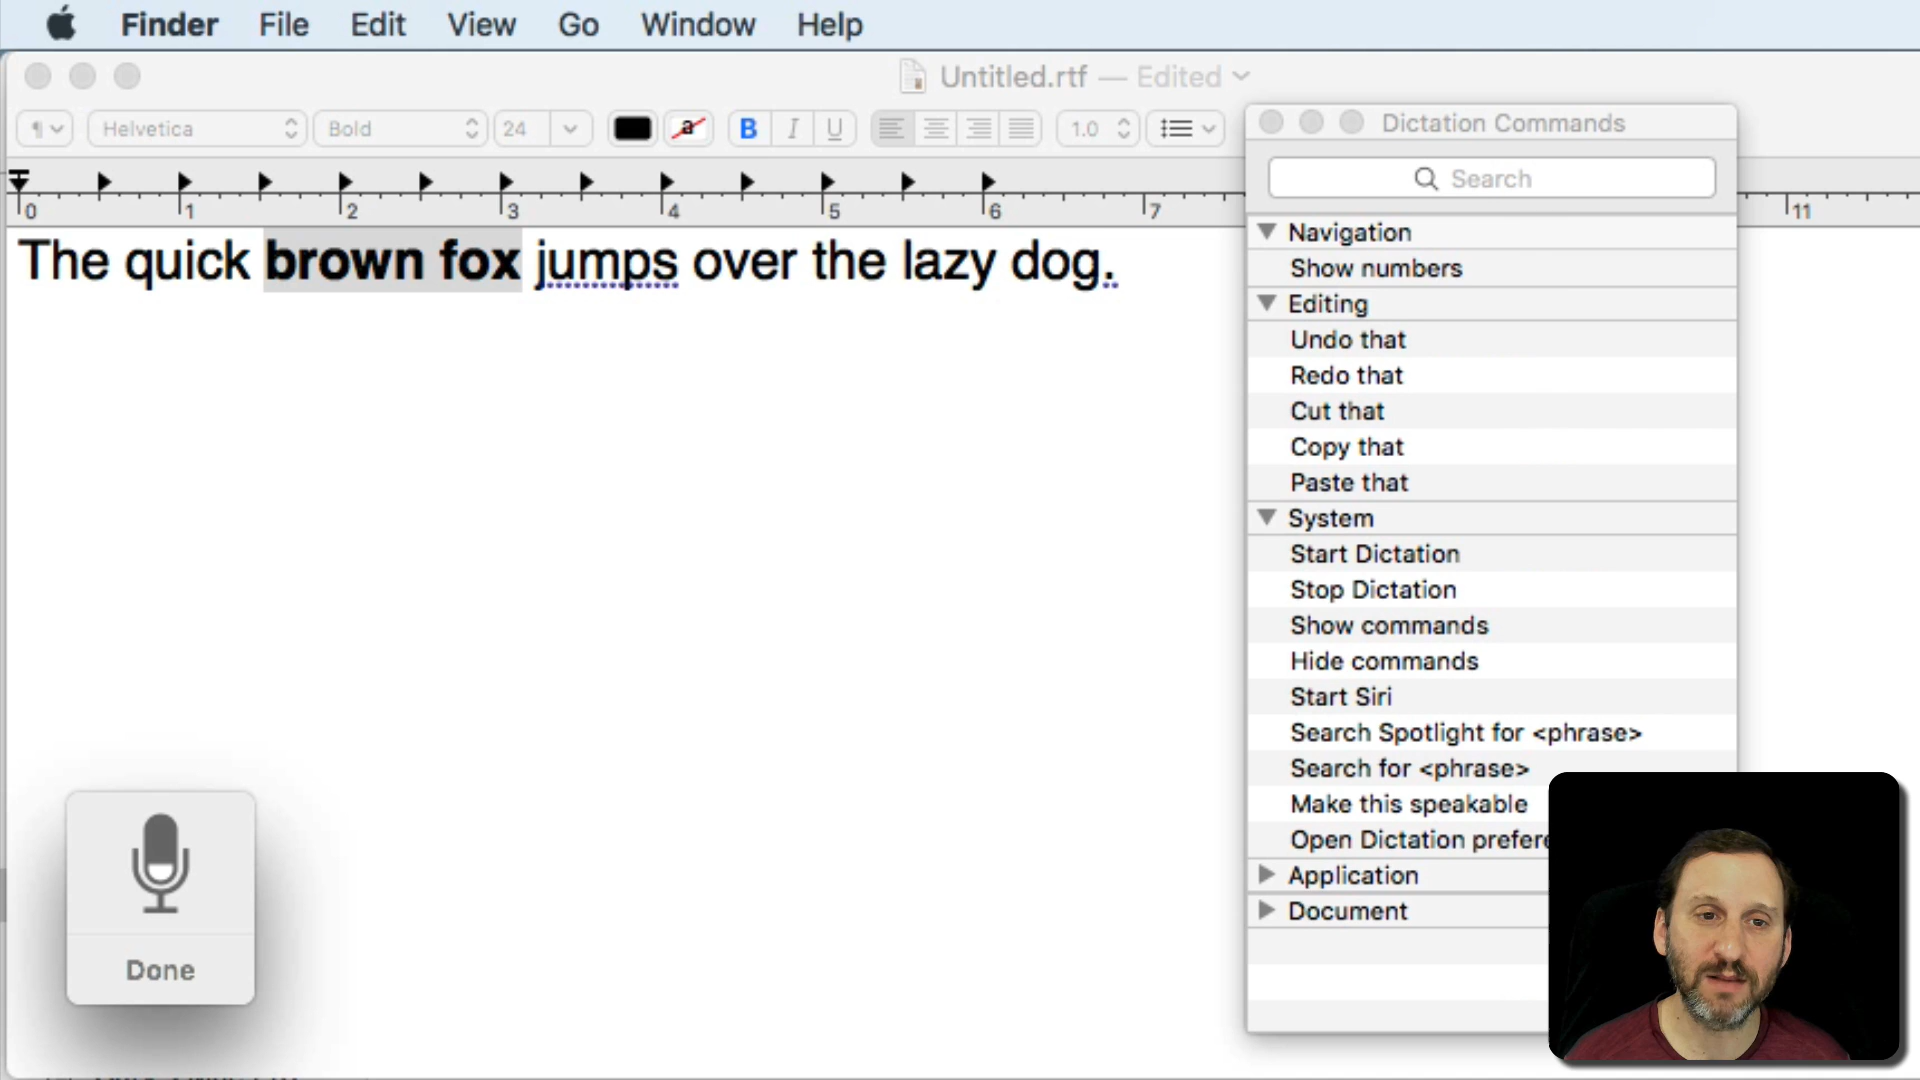 Finder File Edit View Go Window Help
Untitled.rtf — Edited
¶ Helvetica Bold 24 a B I U 1.0
Dictation Commands
Search
0 1 2 3 4 5 6 7 11
The quick brown fox jumps over the lazy dog.
Navigation
Show numbers
Editing
Undo that
Redo that
Cut that
Copy that
Paste that
System
Start Dictation
Stop Dictation
Show commands
Hide commands
Start Siri
Search Spotlight for <phrase>
Search for <phrase>
Make this speakable
Open Dictation prefere
Application
Document
Done